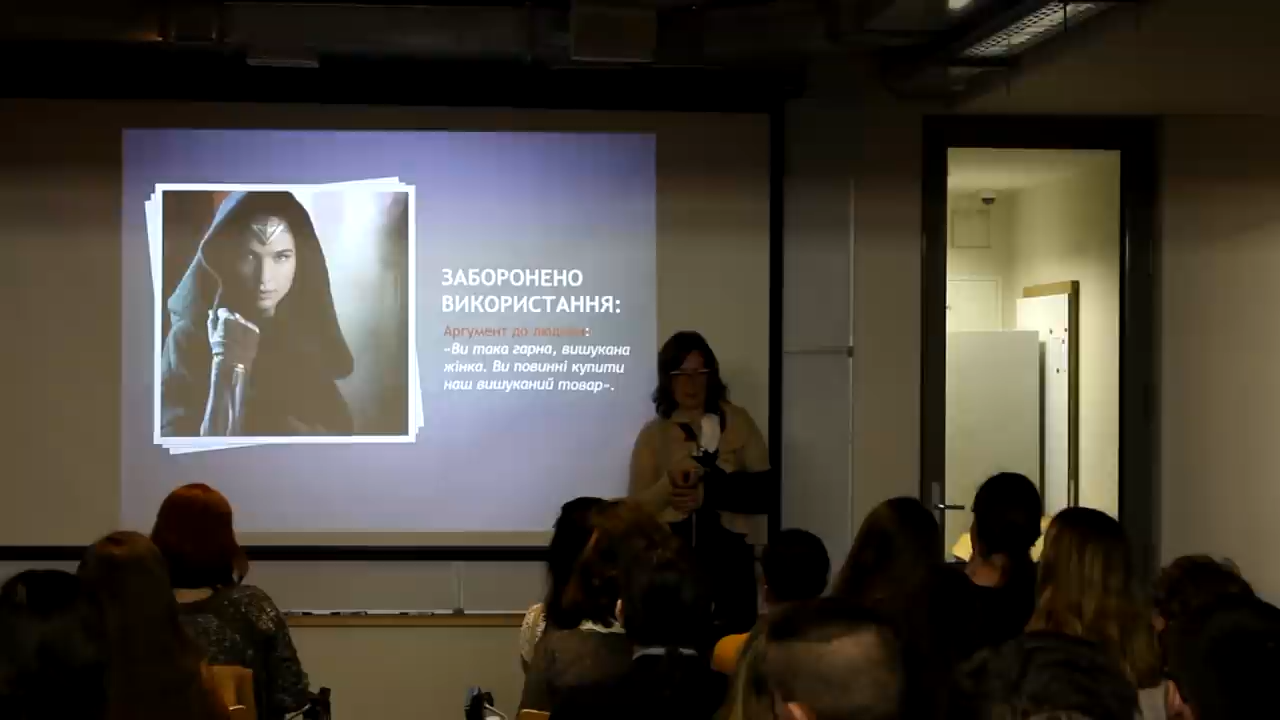 ЗАБОРОНЕНО
ВИКОРИСТАННЯ:
Аргумент до людини:
«Ви така гарна, вишукана
жінка. Ви повинні купити
наш вишуканий товар».